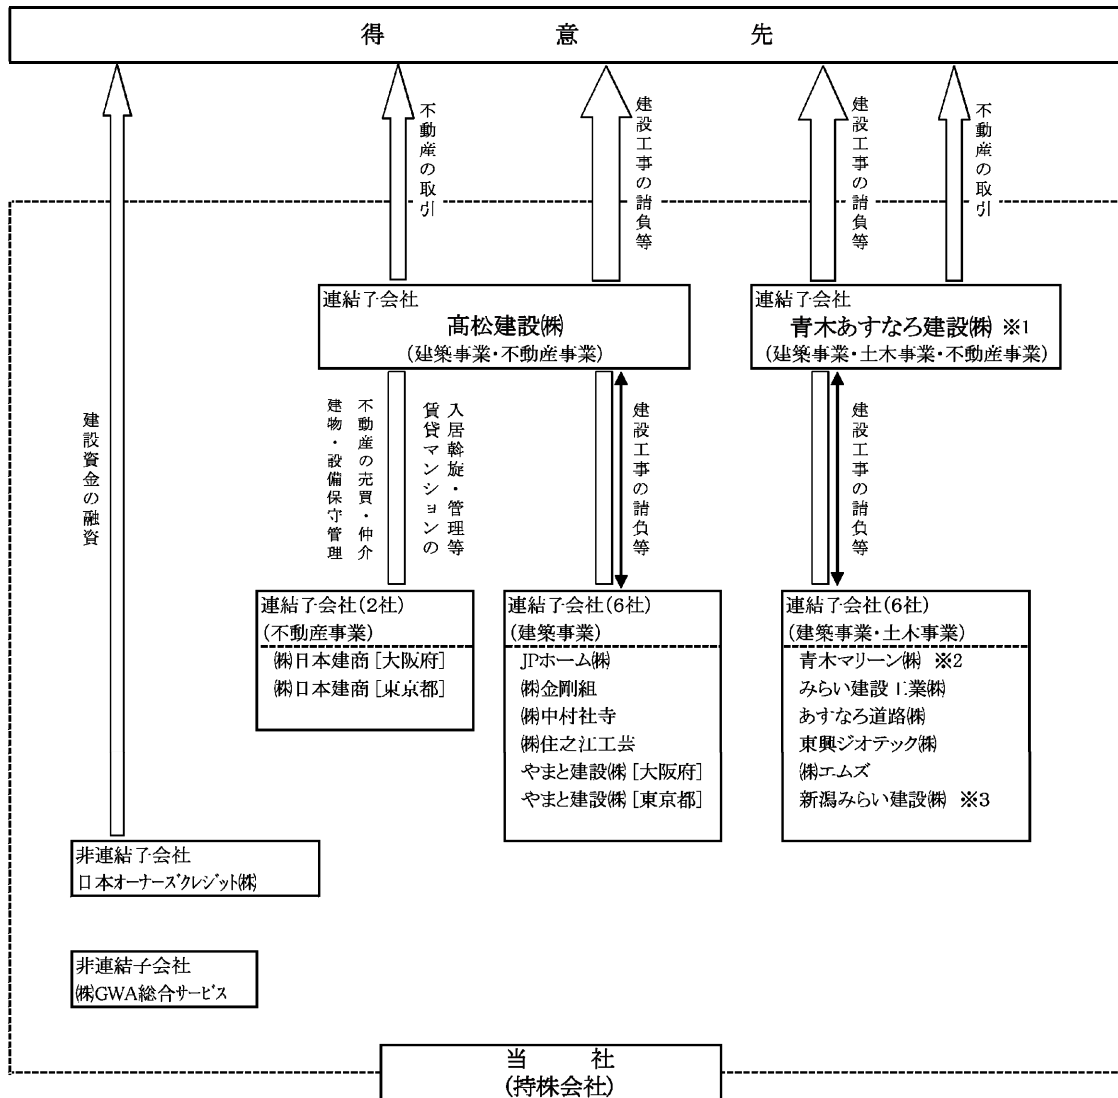 得意先
不動産の取引
建設工事の請負等
建設工事の請負等
不動産の取引
連結子会社
髙松建設㈱
(建築事業・不動産事業)
連結子会社
青木あすなろ建設㈱ ※1
(建築事業・土木事業・不動産事業)
建設資金の融資
入居斡旋・管理等
賃貸マンションの
不動産の売買・仲介
建物・設備保守管理
建設工事の請負等
建設工事の請負等
連結子会社(2社)
(不動産事業)
㈱日本建商 [大阪府]
㈱日本建商 [東京都]
連結子会社(6社)
(建築事業)
JPホーム㈱
㈱金剛組
㈱中村社寺
㈱住之江工芸
やまと建設㈱ [大阪府]
やまと建設㈱ [東京都]
連結子会社(6社)
(建築事業・土木事業)
青木マリーン㈱ ※2
みらい建設工業㈱
あすなろ道路㈱
東興ジオテック㈱
㈱エムズ
新潟みらい建設㈱ ※3
非連結子会社
日本オーナーズクレジット㈱
非連結子会社
㈱GWA総合サービス
当社
(持株会社)